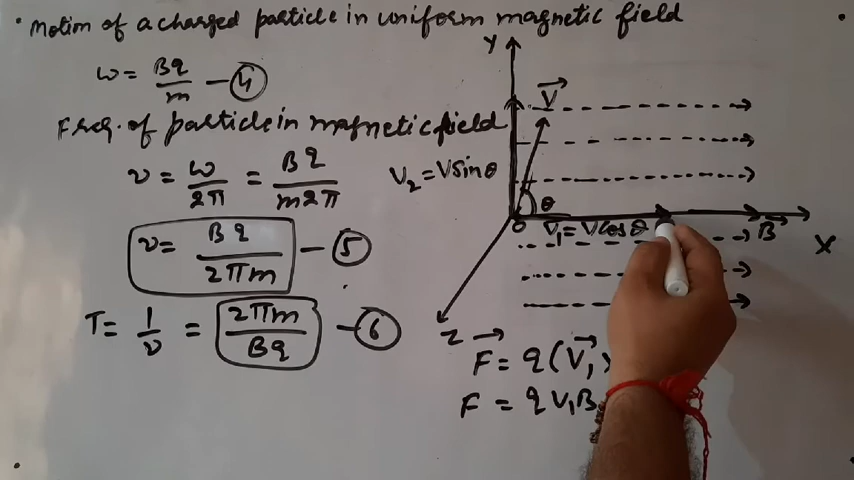 • Motion of a charged particle in uniform magnetic field
ω = Bq/m — ④
Freq. of particle in magnetic field
ν = ω/2π = Bq/m2π
ν = Bq/2πm — ⑤
T = 1/ν = 2πm/Bq — ⑥
Y
V⃗
V₂ = V sinθ
θ
O
V₁ = V cosθ
B⃗
X
Z
F⃗ = q(V⃗₁ ×
F = qV₁B